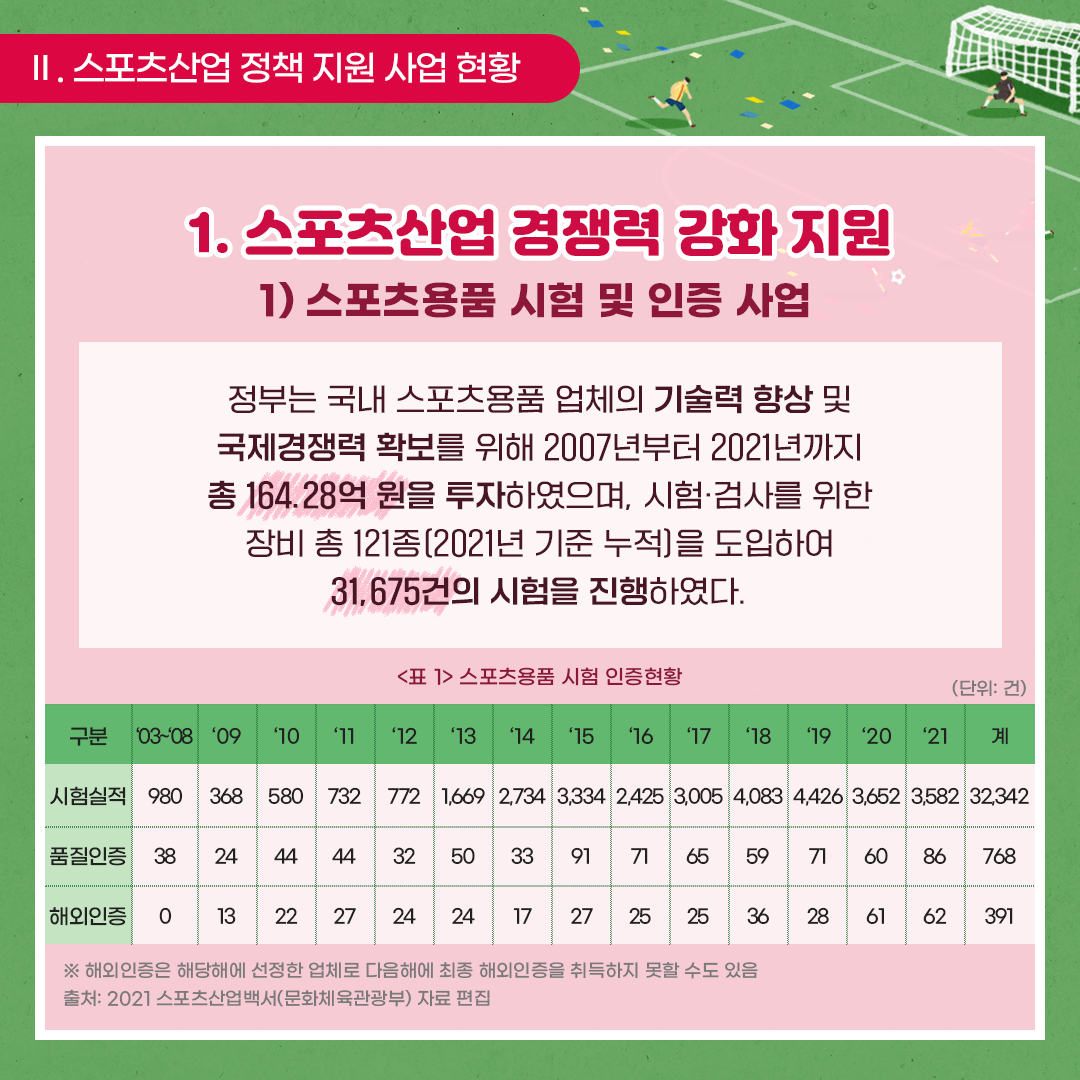 Ⅱ. 스포츠산업 정책 지원 사업 현황
1. 스포츠산업 경쟁력 강화 지원
1) 스포츠용품 시험 및 인증 사업
정부는 국내 스포츠용품 업체의 기술력 향상 및
국제경쟁력 확보를 위해 2007년부터 2021년까지
총 164.28억 원을 투자하였으며, 시험·검사를 위한
장비 총 121종(2021년 기준 누적)을 도입하여
31,675건의 시험을 진행하였다.
<표 1> 스포츠용품 시험 인증현황
(단위: 건)
구분 ‘03~‘08 ‘09 ‘10 ‘11 ‘12 ‘13 ‘14 ‘15 ‘16 ‘17 ‘18 ‘19 ‘20 ‘21 계
시험실적 980 368 580 732 772 1,669 2,734 3,334 2,425 3,005 4,083 4,426 3,652 3,582 32,342
품질인증 38 24 44 44 32 50 33 91 71 65 59 71 60 86 768
해외인증 0 13 22 27 24 24 17 27 25 25 36 28 61 62 391
※ 해외인증은 해당해에 선정한 업체로 다음해에 최종 해외인증을 취득하지 못할 수도 있음
출처: 2021 스포츠산업백서(문화체육관광부) 자료 편집